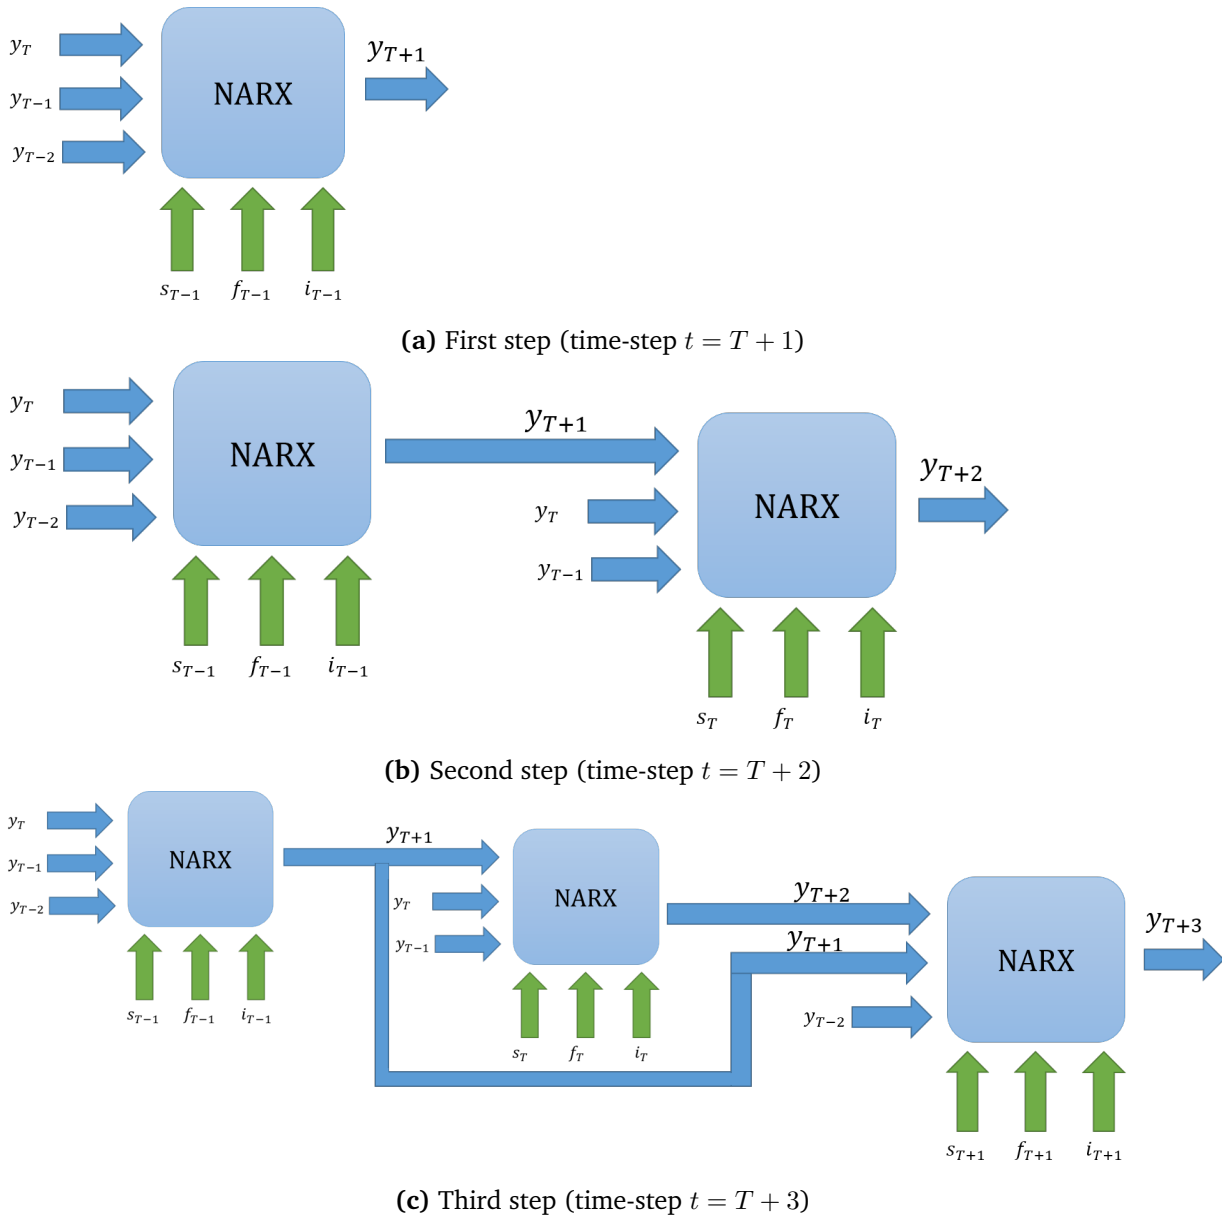 y_{T+1}
y_T
y_{T−1}
NARX
y_{T−2}
s_{T−1} f_{T−1} i_{T−1}
(a) First step (time-step t = T + 1)
y_T
y_{T+1}
y_{T−1}
NARX
y_{T+2}
y_{T−2}
y_T
NARX
y_{T−1}
s_{T−1} f_{T−1} i_{T−1}
s_T f_T i_T
(b) Second step (time-step t = T + 2)
y_T
y_{T+1}
y_{T−1}
NARX
y_{T−2}
y_T
NARX
y_{T+2}
y_{T−1}
y_{T+1}
NARX
y_{T+3}
y_{T−2}
s_{T−1} f_{T−1} i_{T−1}
s_T f_T i_T
s_{T+1} f_{T+1} i_{T+1}
(c) Third step (time-step t = T + 3)